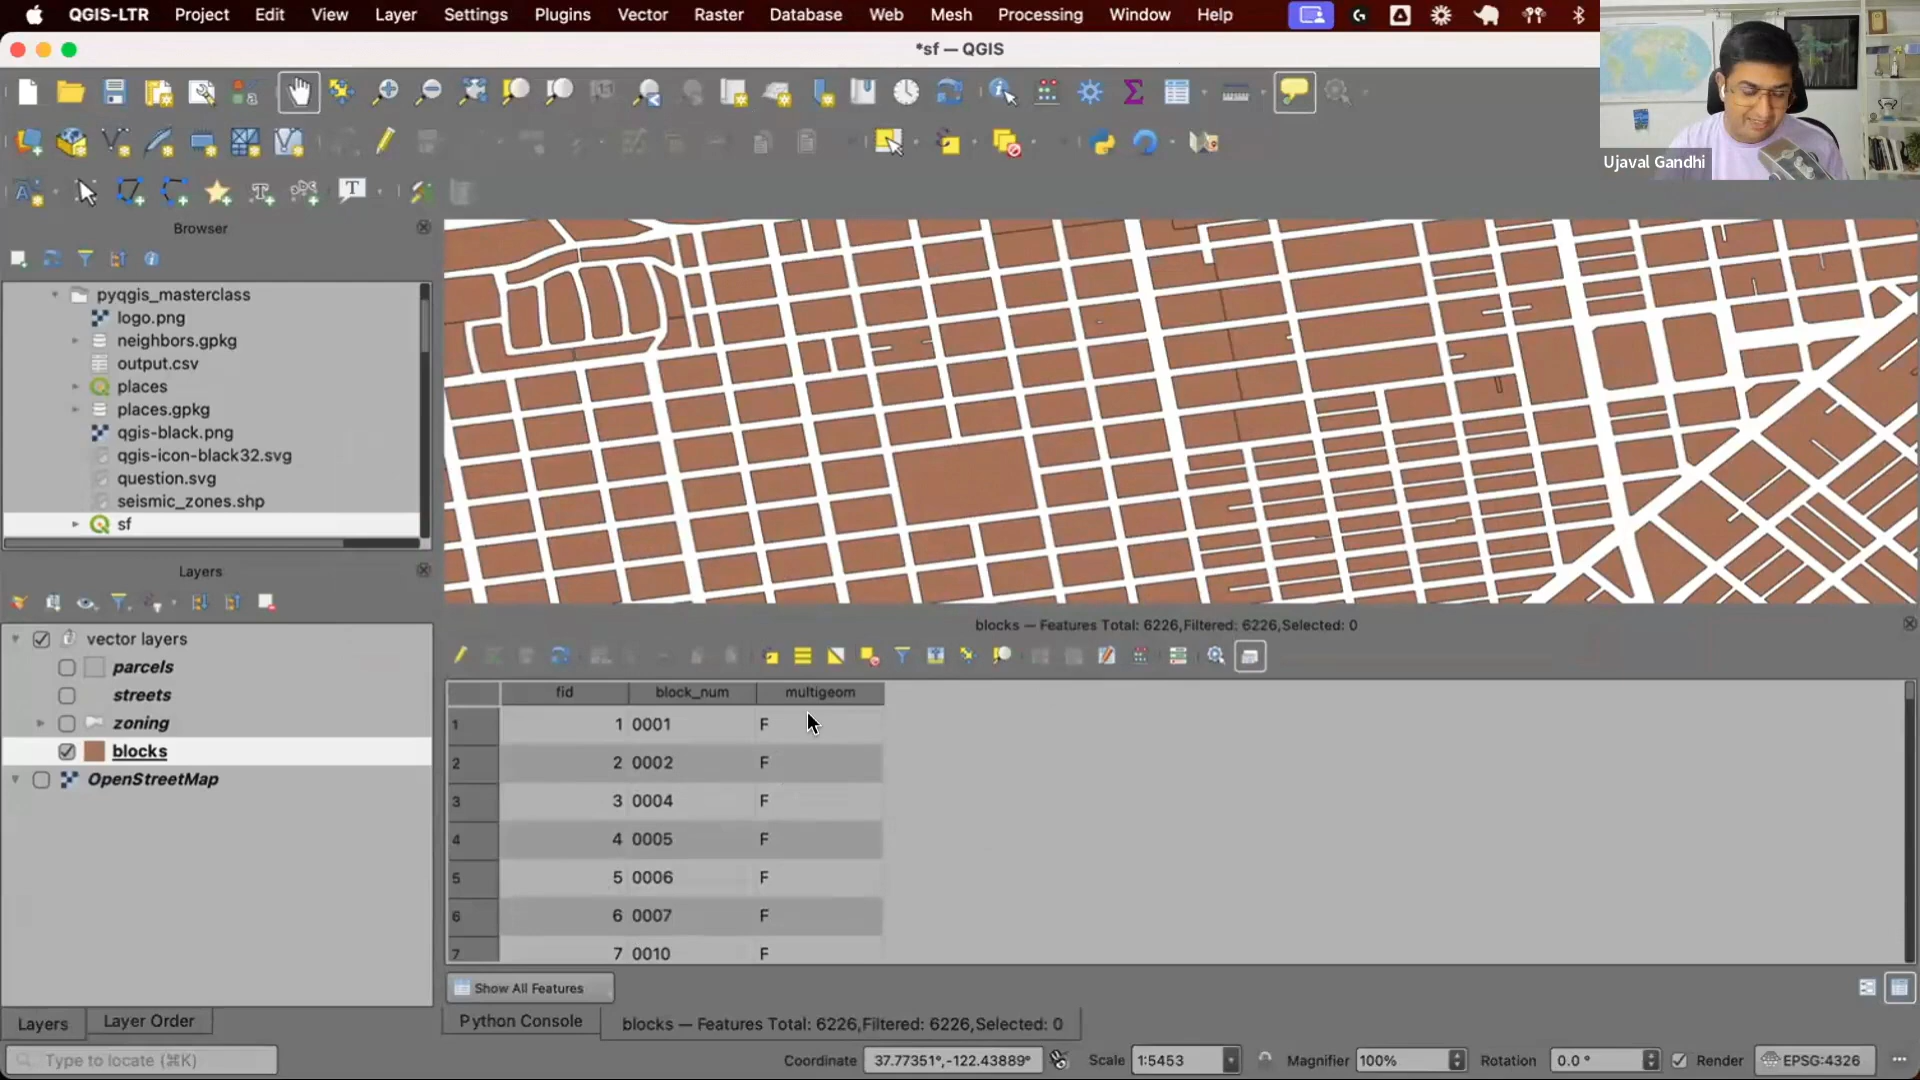 QGIS-LTR Project Edit View Layer Settings Plugins Vector Raster Database Web Mesh Processing Window Help
*sf — QGIS
Ujaval Gandhi
Browser
pyqgis_masterclass
logo.png
neighbors.gpkg
output.csv
places
places.gpkg
qgis-black.png
qgis-icon-black32.svg
question.svg
seismic_zones.shp
sf
Layers
vector layers
parcels
streets
zoning
blocks
OpenStreetMap
Layers Layer Order
blocks — Features Total: 6226,Filtered: 6226,Selected: 0
fid block_num multigeom
1 1 0001 F
2 2 0002 F
3 3 0004 F
4 4 0005 F
5 5 0006 F
6 6 0007 F
7 7 0010 F
Show All Features
Python Console blocks — Features Total: 6226,Filtered: 6226,Selected: 0
Type to locate (⌘K) Coordinate 37.77351°,-122.43889° Scale 1:5453 Magnifier 100% Rotation 0.0 ° Render EPSG:4326